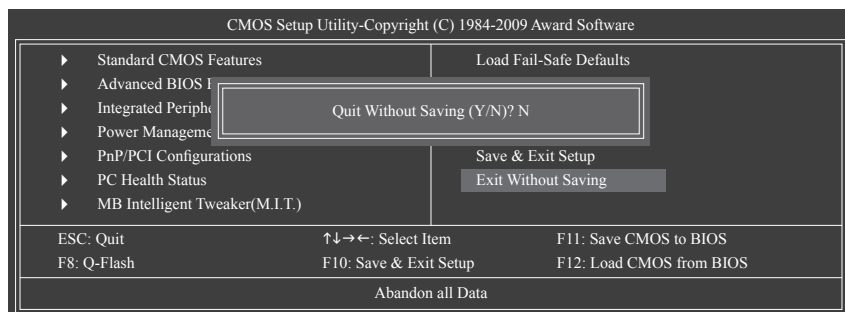 CMOS Setup Utility-Copyright (C) 1984-2009 Award Software
Standard CMOS Features
Load Fail-Safe Defaults
Advanced BIOS
Integrated
Quit Without Saving (Y/N)? N
Power
PnP/PCI Configurations
Save & Exit Setup
PC Health Status
Exit Without Saving
MB Intelligent Tweaker(M.I.T.)
ESC: Quit
↑↓→←: Select Item
F11: Save CMOS to BIOS
F8: Q-Flash
F10: Save & Exit Setup
F12: Load CMOS from BIOS
Abandon all Data